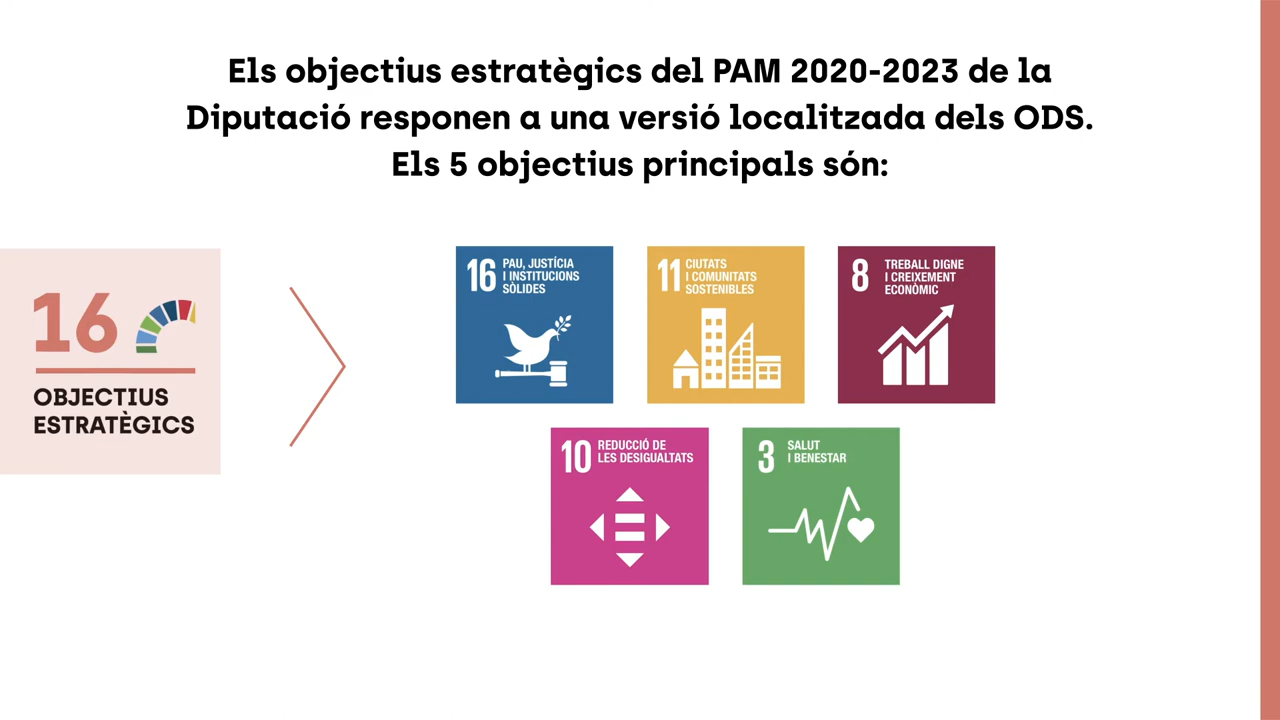 Els objectius estratègics del PAM 2020-2023 de la
Diputació responen a una versió localitzada dels ODS.
Els 5 objectius principals són:
16
OBJECTIUS
ESTRATÈGICS
16 PAU, JUSTÍCIA
I INSTITUCIONS
SÒLIDES
11 CIUTATS
I COMUNITATS
SOSTENIBLES
8 TREBALL DIGNE
I CREIXEMENT
ECONÒMIC
10 REDUCCIÓ DE
LES DESIGUALTATS
3 SALUT
I BENESTAR